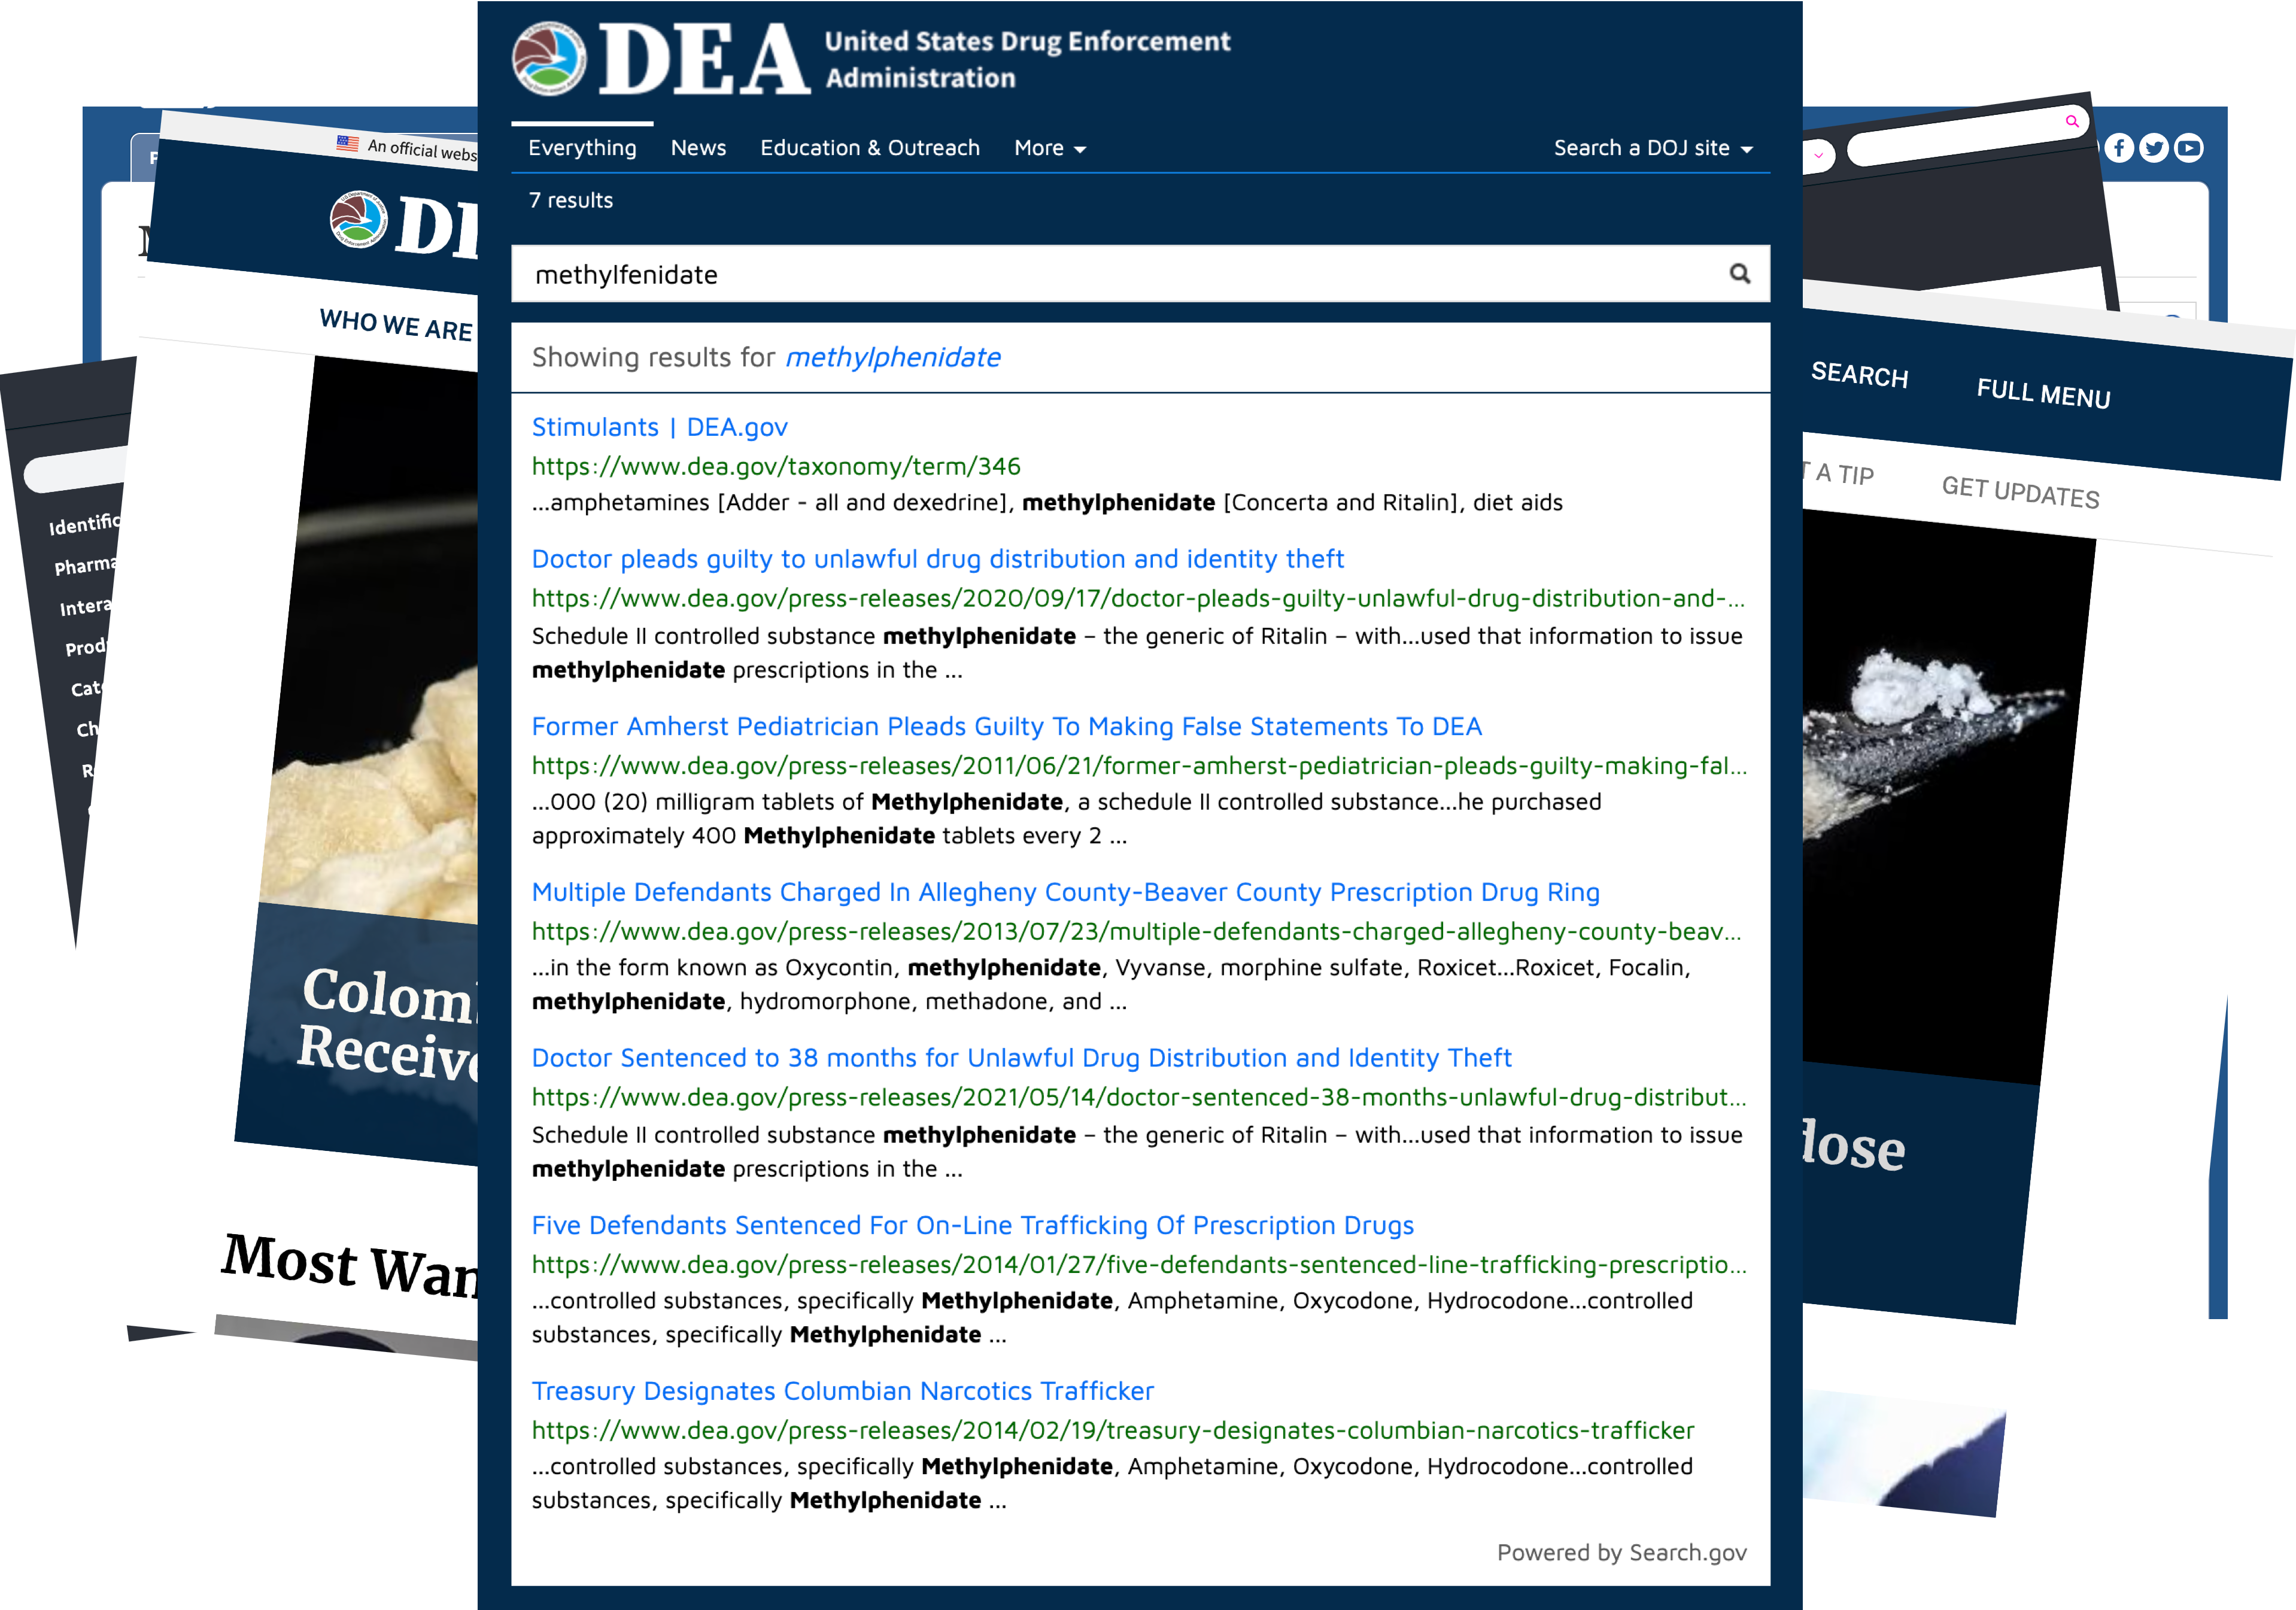 DEA
United States Drug Enforcement
Administration
Everything
News
Education & Outreach
More
Search a DOJ site
7 results
methylfenidate
Showing results for methylphenidate
Stimulants | DEA.gov
https://www.dea.gov/taxonomy/term/346
...amphetamines [Adder - all and dexedrine], methylphenidate [Concerta and Ritalin], diet aids
Doctor pleads guilty to unlawful drug distribution and identity theft
https://www.dea.gov/press-releases/2020/09/17/doctor-pleads-guilty-unlawful-drug-distribution-and-...
Schedule II controlled substance methylphenidate – the generic of Ritalin – with...used that information to issue
methylphenidate prescriptions in the ...
Former Amherst Pediatrician Pleads Guilty To Making False Statements To DEA
https://www.dea.gov/press-releases/2011/06/21/former-amherst-pediatrician-pleads-guilty-making-fal...
...000 (20) milligram tablets of Methylphenidate, a schedule II controlled substance...he purchased
approximately 400 Methylphenidate tablets every 2 ...
Multiple Defendants Charged In Allegheny County-Beaver County Prescription Drug Ring
https://www.dea.gov/press-releases/2013/07/23/multiple-defendants-charged-allegheny-county-beav...
...in the form known as Oxycontin, methylphenidate, Vyvanse, morphine sulfate, Roxicet...Roxicet, Focalin,
methylphenidate, hydromorphone, methadone, and ...
Doctor Sentenced to 38 months for Unlawful Drug Distribution and Identity Theft
https://www.dea.gov/press-releases/2021/05/14/doctor-sentenced-38-months-unlawful-drug-distribut...
Schedule II controlled substance methylphenidate – the generic of Ritalin – with...used that information to issue
methylphenidate prescriptions in the ...
Five Defendants Sentenced For On-Line Trafficking Of Prescription Drugs
https://www.dea.gov/press-releases/2014/01/27/five-defendants-sentenced-line-trafficking-prescriptio...
...controlled substances, specifically Methylphenidate, Amphetamine, Oxycodone, Hydrocodone...controlled
substances, specifically Methylphenidate ...
Treasury Designates Columbian Narcotics Trafficker
https://www.dea.gov/press-releases/2014/02/19/treasury-designates-columbian-narcotics-trafficker
...controlled substances, specifically Methylphenidate, Amphetamine, Oxycodone, Hydrocodone...controlled
substances, specifically Methylphenidate ...
Powered by Search.gov
An official webs
WHO WE ARE
Identific
Pharma
Intera
Prod
Cate
Ch
Colom
Receive
Most Wan
SEARCH
FULL MENU
A TIP
GET UPDATES
dose